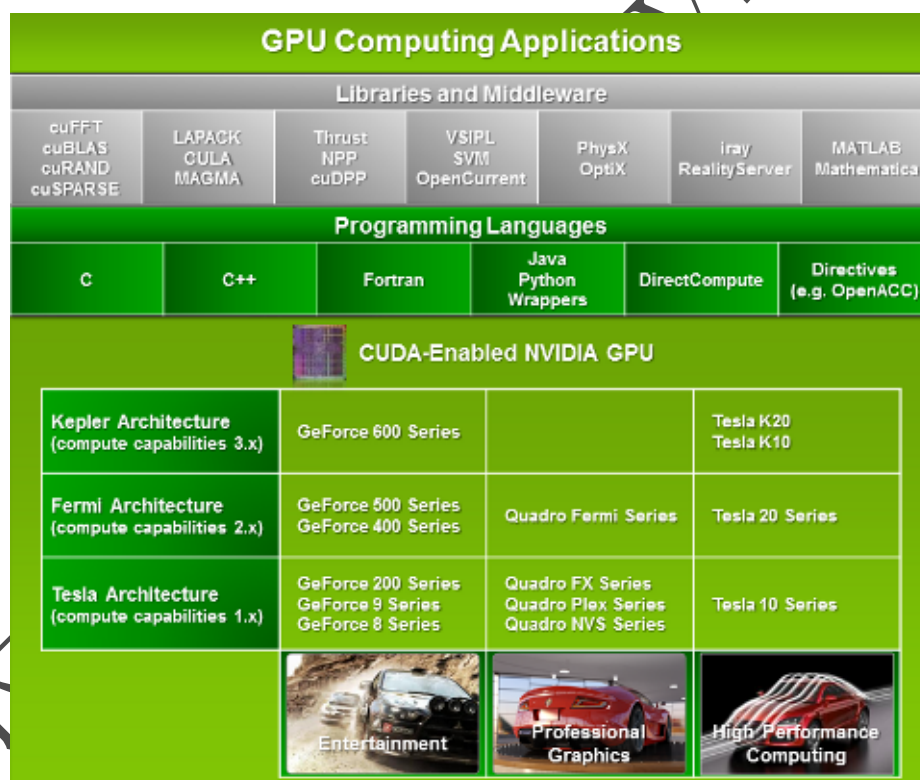 GPU Computing Applications
Libraries and Middleware
cuFFT
cuBLAS
cuRAND
cuSPARSE
LAPACK
CULA
MAGMA
Thrust
NPP
cuDPP
VSIPL
SVM
OpenCurrent
PhysX
OptiX
iray
RealityServer
MATLAB
Mathematica
Programming Languages
C
C++
Fortran
Java
Python
Wrappers
DirectCompute
Directives
(e.g. OpenACC)
CUDA-Enabled NVIDIA GPU
Kepler Architecture
(compute capabilities 3.x)
GeForce 600 Series
Tesla K20
Tesla K10
Fermi Architecture
(compute capabilities 2.x)
GeForce 500 Series
GeForce 400 Series
Quadro Fermi Series
Tesla 20 Series
Tesla Architecture
(compute capabilities 1.x)
GeForce 200 Series
GeForce 9 Series
GeForce 8 Series
Quadro FX Series
Quadro Plex Series
Quadro NVS Series
Tesla 10 Series
Entertainment
Professional
Graphics
High Performance
Computing